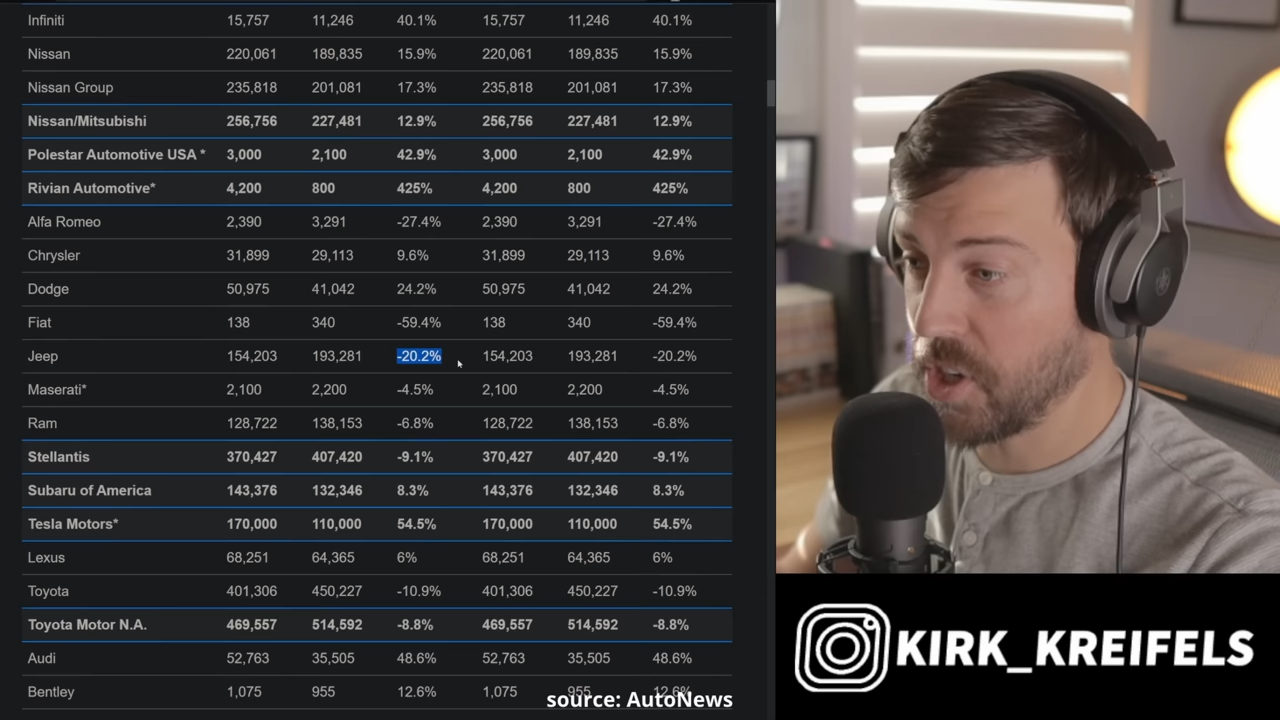 Infiniti 15,757 11,246 40.1% 15,757 11,246 40.1%
Nissan 220,061 189,835 15.9% 220,061 189,835 15.9%
Nissan Group 235,818 201,081 17.3% 235,818 201,081 17.3%
Nissan/Mitsubishi 256,756 227,481 12.9% 256,756 227,481 12.9%
Polestar Automotive USA * 3,000 2,100 42.9% 3,000 2,100 42.9%
Rivian Automotive* 4,200 800 425% 4,200 800 425%
Alfa Romeo 2,390 3,291 -27.4% 2,390 3,291 -27.4%
Chrysler 31,899 29,113 9.6% 31,899 29,113 9.6%
Dodge 50,975 41,042 24.2% 50,975 41,042 24.2%
Fiat 138 340 -59.4% 138 340 -59.4%
Jeep 154,203 193,281 -20.2% 154,203 193,281 -20.2%
Maserati* 2,100 2,200 -4.5% 2,100 2,200 -4.5%
Ram 128,722 138,153 -6.8% 128,722 138,153 -6.8%
Stellantis 370,427 407,420 -9.1% 370,427 407,420 -9.1%
Subaru of America 143,376 132,346 8.3% 143,376 132,346 8.3%
Tesla Motors* 170,000 110,000 54.5% 170,000 110,000 54.5%
Lexus 68,251 64,365 6% 68,251 64,365 6%
Toyota 401,306 450,227 -10.9% 401,306 450,227 -10.9%
Toyota Motor N.A. 469,557 514,592 -8.8% 469,557 514,592 -8.8%
Audi 52,763 35,505 48.6% 52,763 35,505 48.6%
Bentley 1,075 955 12.6% 1,075 955 12.6%
source: AutoNews
KIRK_KREIFELS